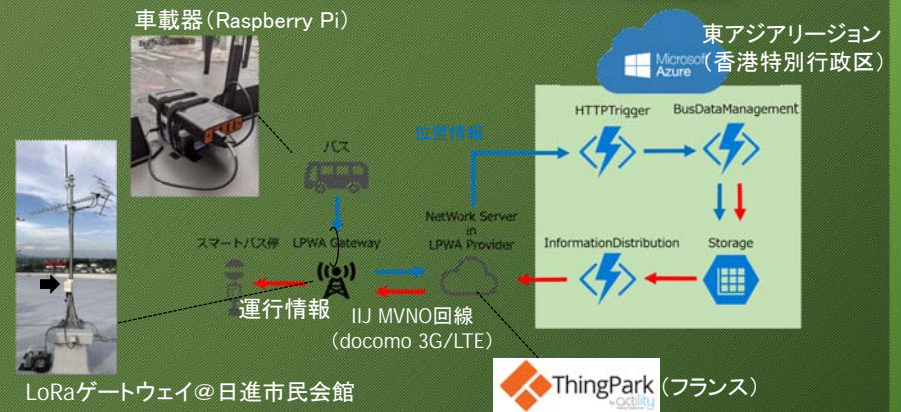 車載器(Raspberry Pi)
東アジアリージョン
Microsoft
Azure
(香港特別行政区)
HTTPTrigger
BusDataManagement
位置情報
バス
NetWork Server
in
LPWA Provider
スマートバス停
LPWA Gateway
InformationDistribution
Storage
運行情報
IIJ MVNO回線
(docomo 3G/LTE)
LoRaゲートウェイ@日進市民会館
ThingPark
by actility
(フランス)